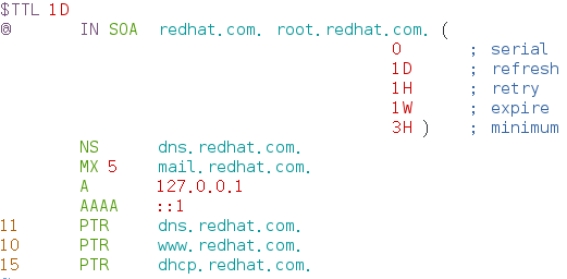 $TTL 1D
@ IN SOA redhat.com. root.redhat.com. (
0 ; serial
1D ; refresh
1H ; retry
1W ; expire
3H ) ; minimum
NS dns.redhat.com.
MX 5 mail.redhat.com.
A 127.0.0.1
AAAA ::1
11 PTR dns.redhat.com.
10 PTR www.redhat.com.
15 PTR dhcp.redhat.com.